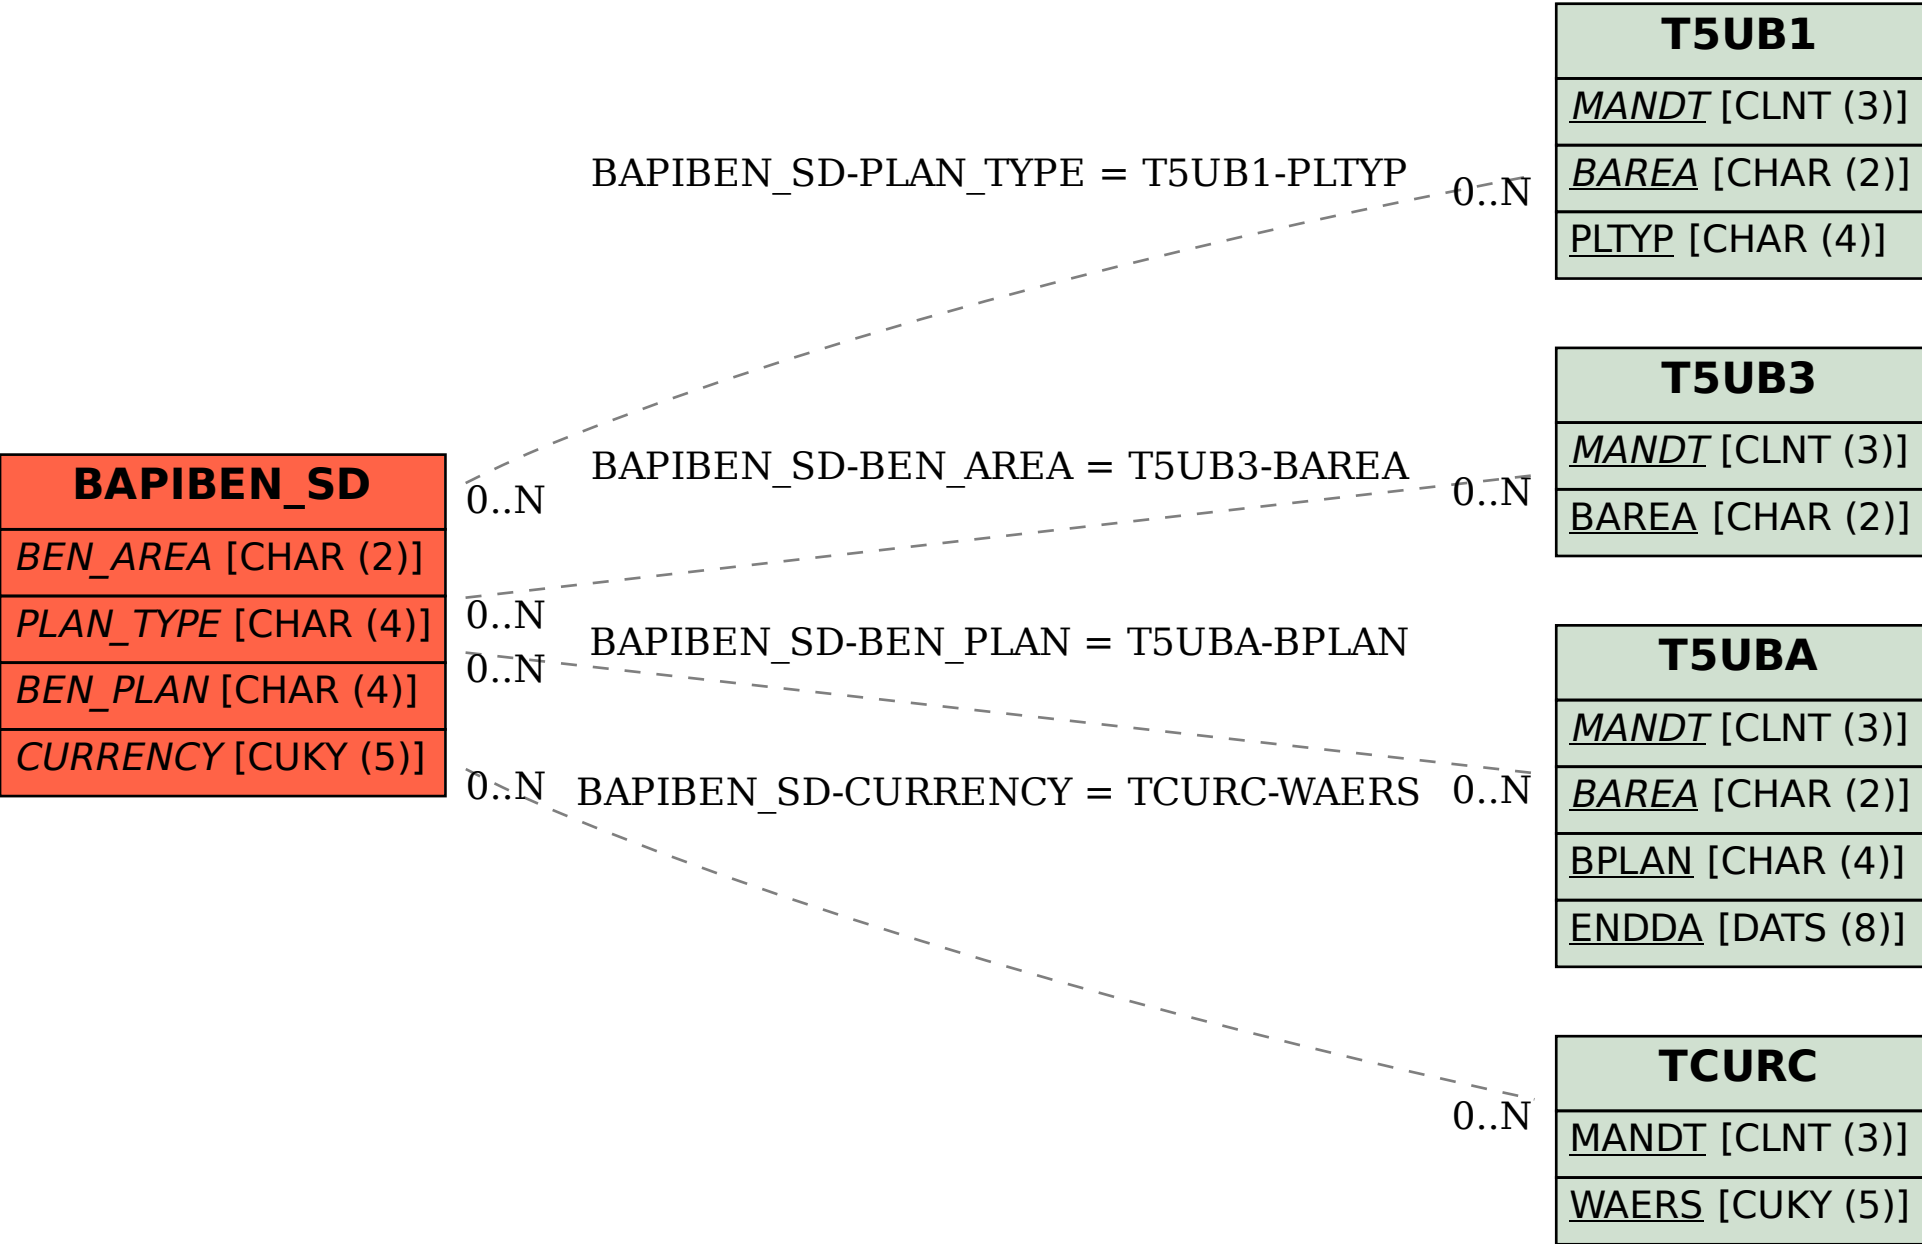 BAPIBEN_SD
BEN_AREA [CHAR (2)]
PLAN_TYPE [CHAR (4)]
BEN_PLAN [CHAR (4)]
CURRENCY [CUKY (5)]
BAPIBEN_SD-PLAN_TYPE = T5UB1-PLTYP
0..N
0..N
BAPIBEN_SD-BEN_AREA = T5UB3-BAREA
0..N
0..N
BAPIBEN_SD-BEN_PLAN = T5UBA-BPLAN
0..N
0..N
BAPIBEN_SD-CURRENCY = TCURC-WAERS
0..N
0..N
T5UB1
MANDT [CLNT (3)]
BAREA [CHAR (2)]
PLTYP [CHAR (4)]
T5UB3
MANDT [CLNT (3)]
BAREA [CHAR (2)]
T5UBA
MANDT [CLNT (3)]
BAREA [CHAR (2)]
BPLAN [CHAR (4)]
ENDDA [DATS (8)]
TCURC
MANDT [CLNT (3)]
WAERS [CUKY (5)]